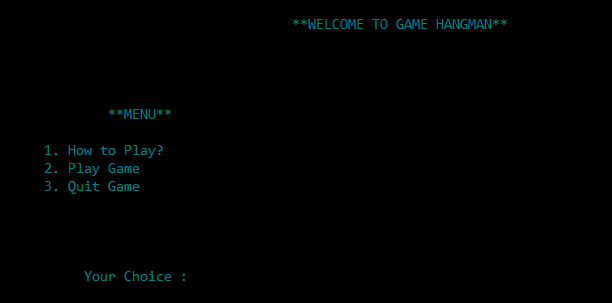 **WELCOME TO GAME HANGMAN**
**MENU**
1. How to Play?
2. Play Game
3. Quit Game
Your Choice :